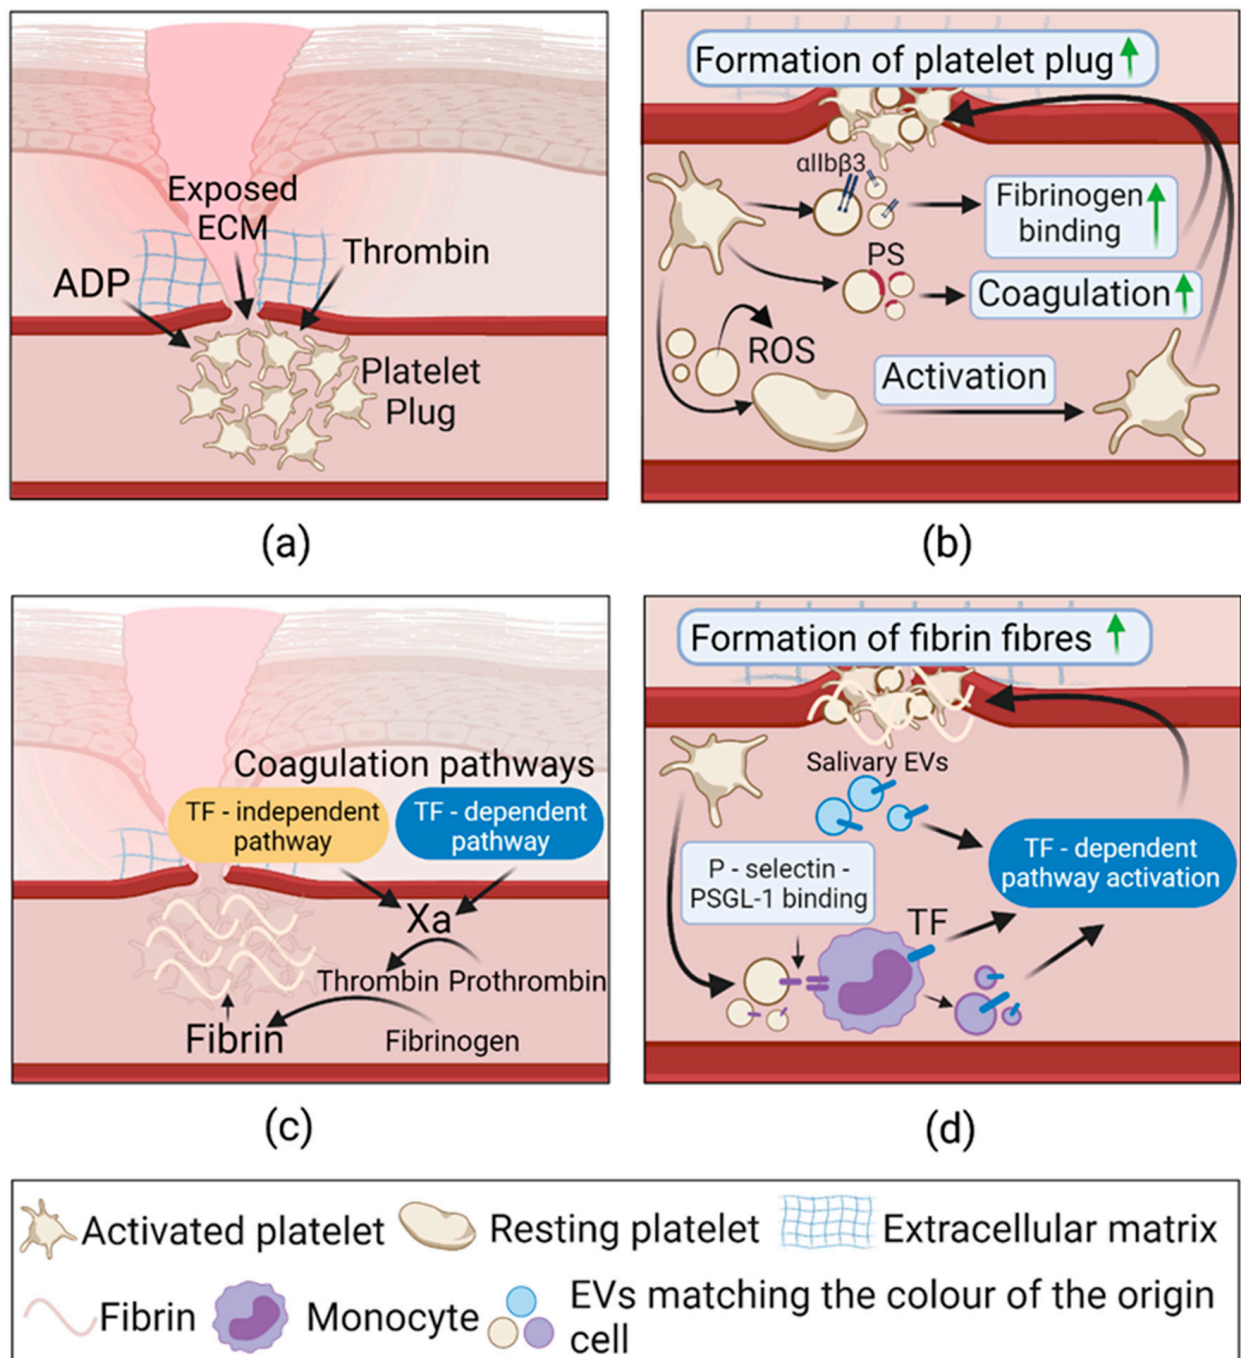 Exposed
ECM
ADP
Thrombin
Platelet
Plug
(a)
Formation of platelet plug
αIIbβ3
Fibrinogen
binding
PS
Coagulation
ROS
Activation
(b)
Coagulation pathways
TF - independent
pathway
TF - dependent
pathway
Xa
Thrombin Prothrombin
Fibrin
Fibrinogen
(c)
Formation of fibrin fibres
Salivary EVs
P - selectin -
PSGL-1 binding
TF - dependent
pathway activation
TF
(d)
Activated platelet
Resting platelet
Extracellular matrix
Fibrin
Monocyte
EVs matching the colour of the origin
cell